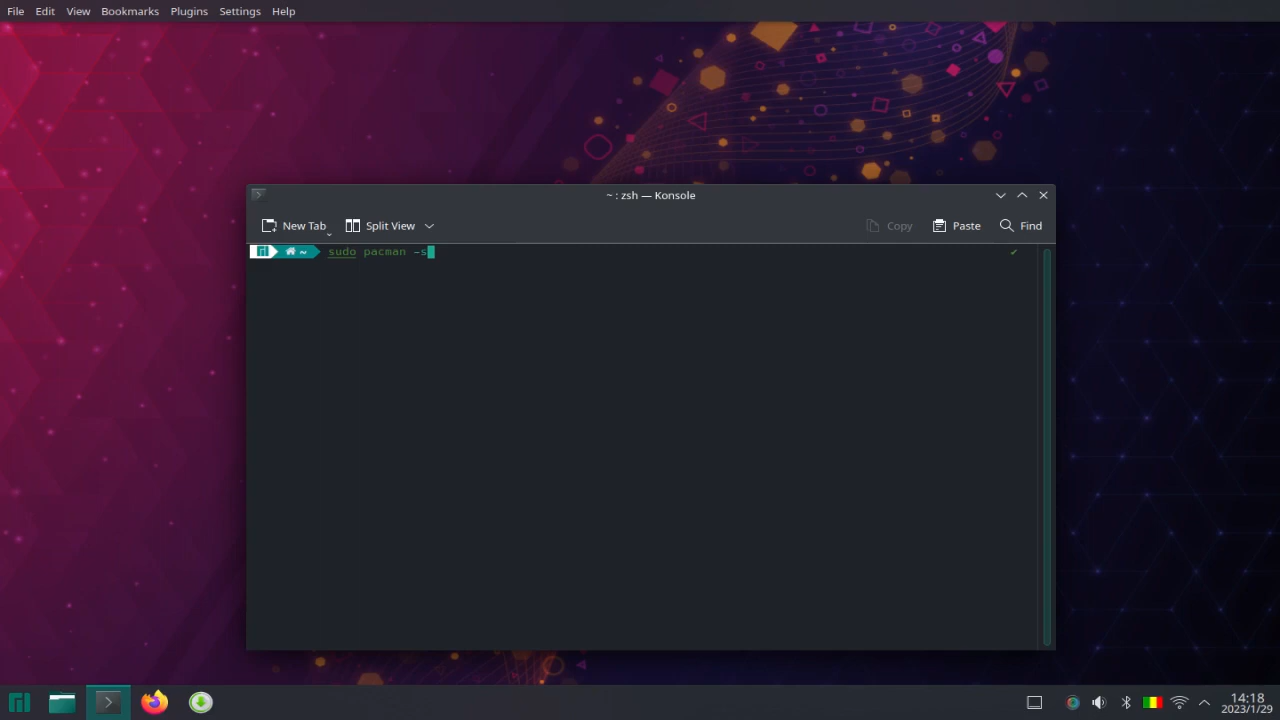 File Edit View Bookmarks Plugins Settings Help
~ : zsh — Konsole
New Tab Split View Copy Paste Find
~ sudo pacman -s
14:18
2023/1/29